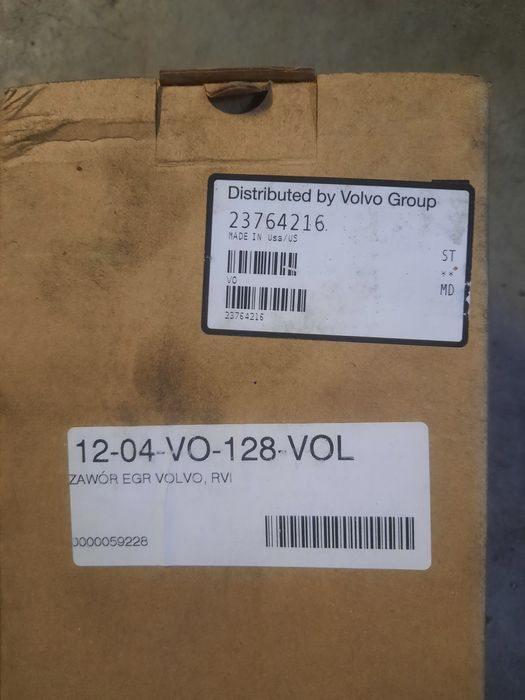 Distributed by Volvo Group
23764216
MADE IN Usa/US
ST
**
VO
MD
23764216
12-04-VO-128-VOL
ZAWÓR EGR VOLVO, RVI
0000059228